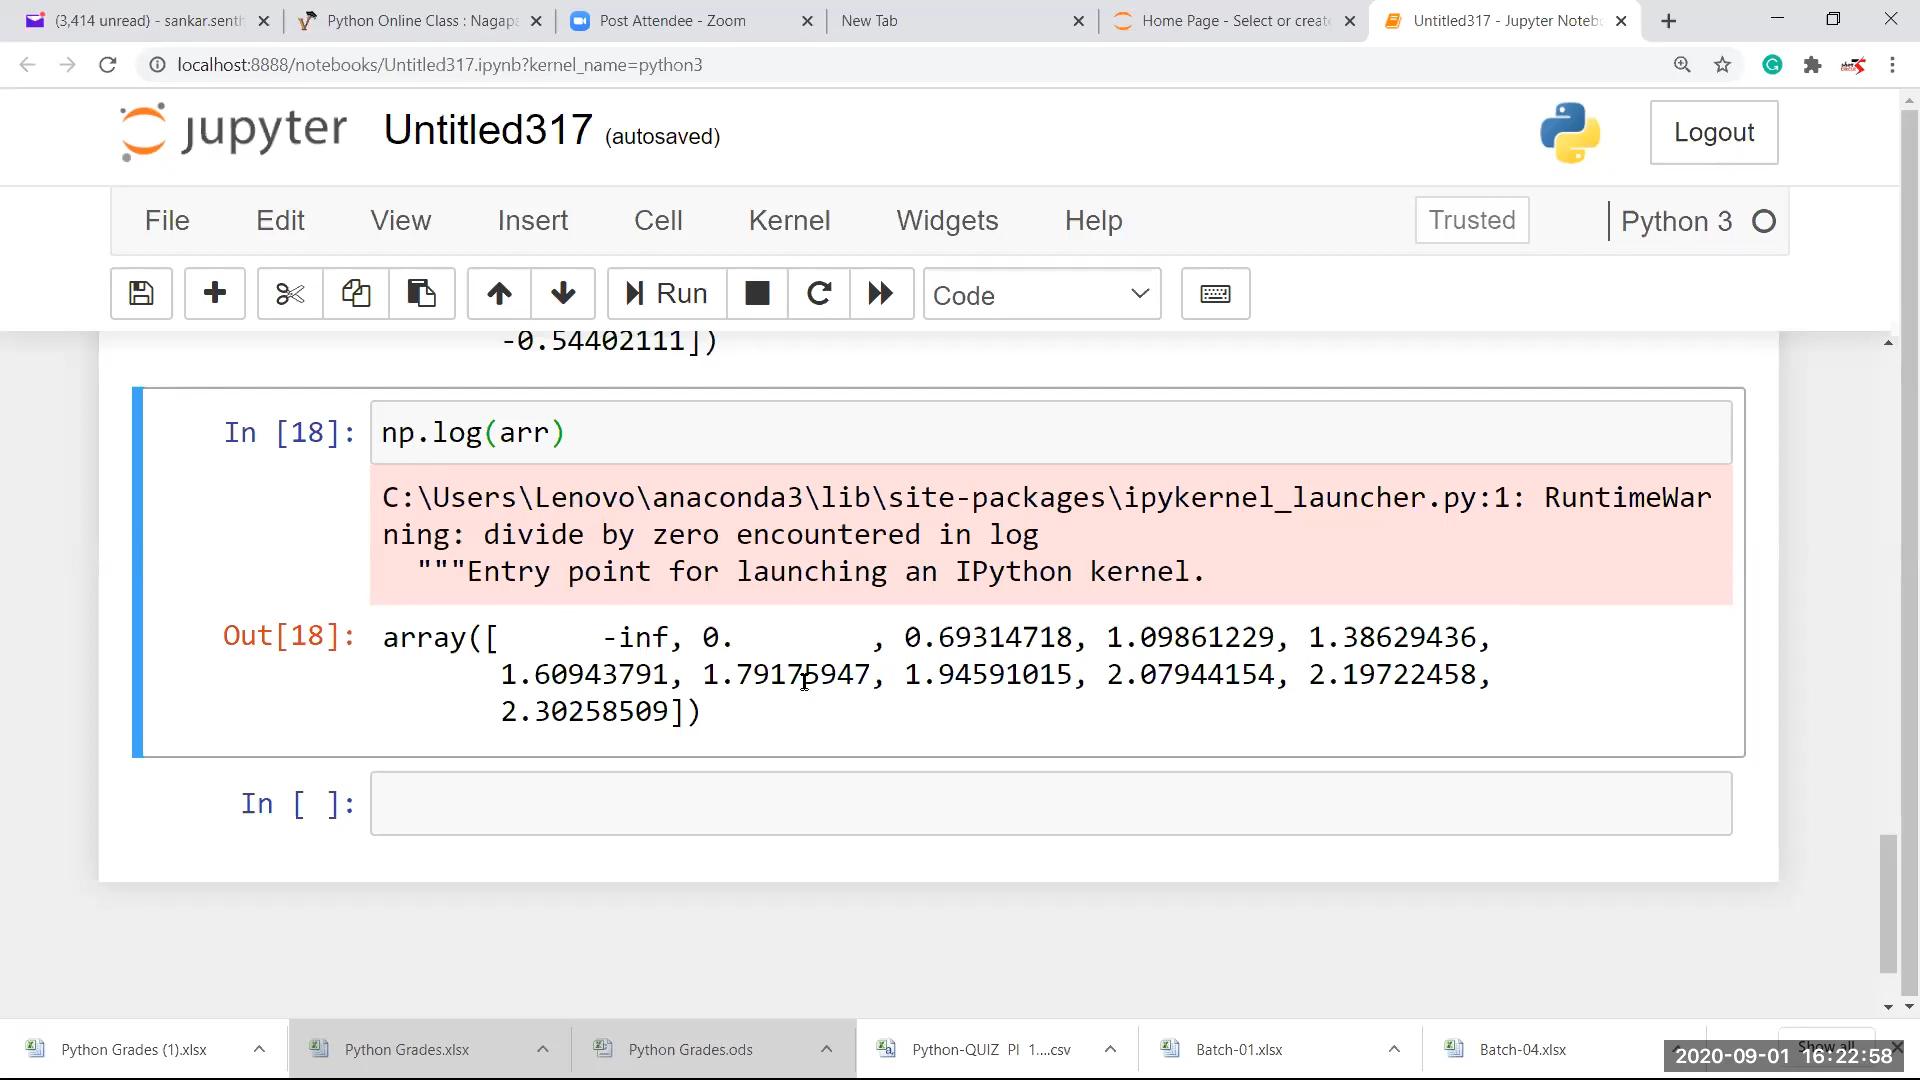 (3,414 unread) - sankar.senth
Python Online Class : Nagapa
Post Attendee - Zoom
New Tab
Home Page - Select or create
Untitled317 - Jupyter Notebo
localhost:8888/notebooks/Untitled317.ipynb?kernel_name=python3
jupyter Untitled317 (autosaved)
Logout
File Edit View Insert Cell Kernel Widgets Help
Trusted
Python 3
Run
Code
-0.54402111])
In [18]: np.log(arr)
C:\Users\Lenovo\anaconda3\lib\site-packages\ipykernel_launcher.py:1: RuntimeWar
ning: divide by zero encountered in log
"""Entry point for launching an IPython kernel.
Out[18]: array([      -inf, 0.        , 0.69314718, 1.09861229, 1.38629436,
1.60943791, 1.79175947, 1.94591015, 2.07944154, 2.19722458,
2.30258509])
In [ ]:
Python Grades (1).xlsx
Python Grades.xlsx
Python Grades.ods
Python-QUIZ PI 1....csv
Batch-01.xlsx
Batch-04.xlsx
Show all
2020-09-01 16:22:58